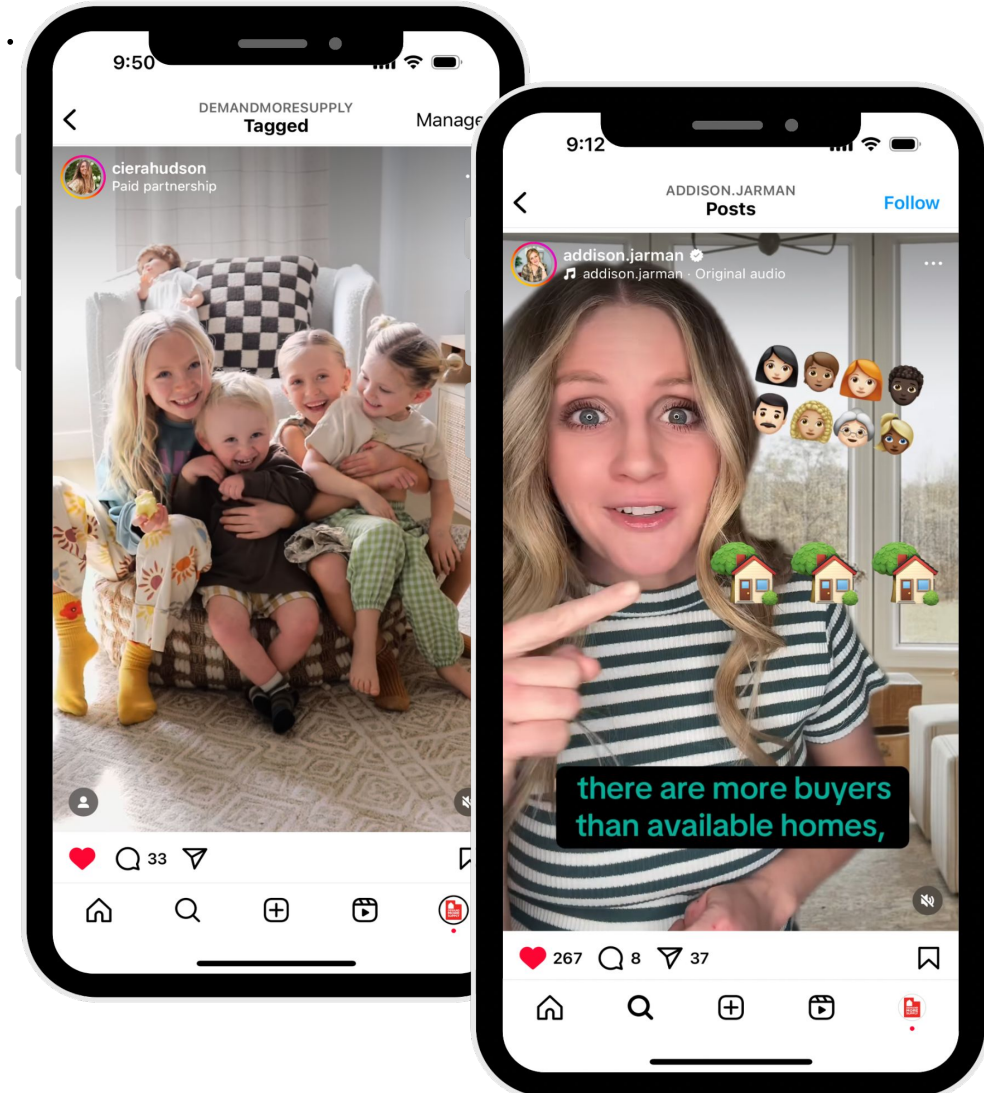 9:50
DEMANDMORESUPPLY
Tagged
Manage
cierahudson
Paid partnership
33
9:12
ADDISON.JARMAN
Posts
Follow
addison.jarman
addison.jarman · Original audio
there are more buyers
than available homes,
267
8
37